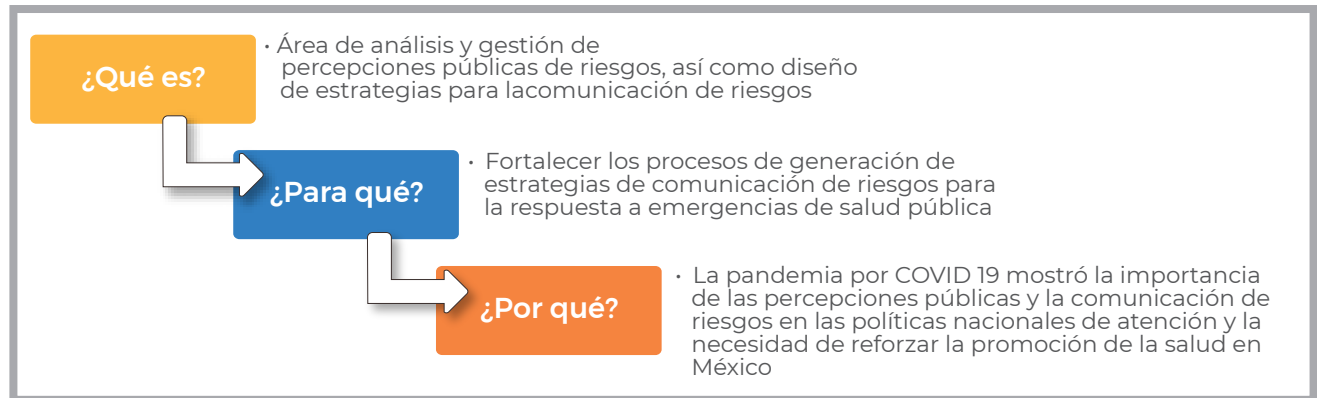 ¿Qué es?
· Área de análisis y gestión de
percepciones públicas de riesgos, así como diseño
de estrategias para lacomunicación de riesgos
¿Para qué?
· Fortalecer los procesos de generación de
estrategias de comunicación de riesgos para
la respuesta a emergencias de salud pública
¿Por qué?
· La pandemia por COVID 19 mostró la importancia
de las percepciones públicas y la comunicación de
riesgos en las políticas nacionales de atención y la
necesidad de reforzar la promoción de la salud en
México